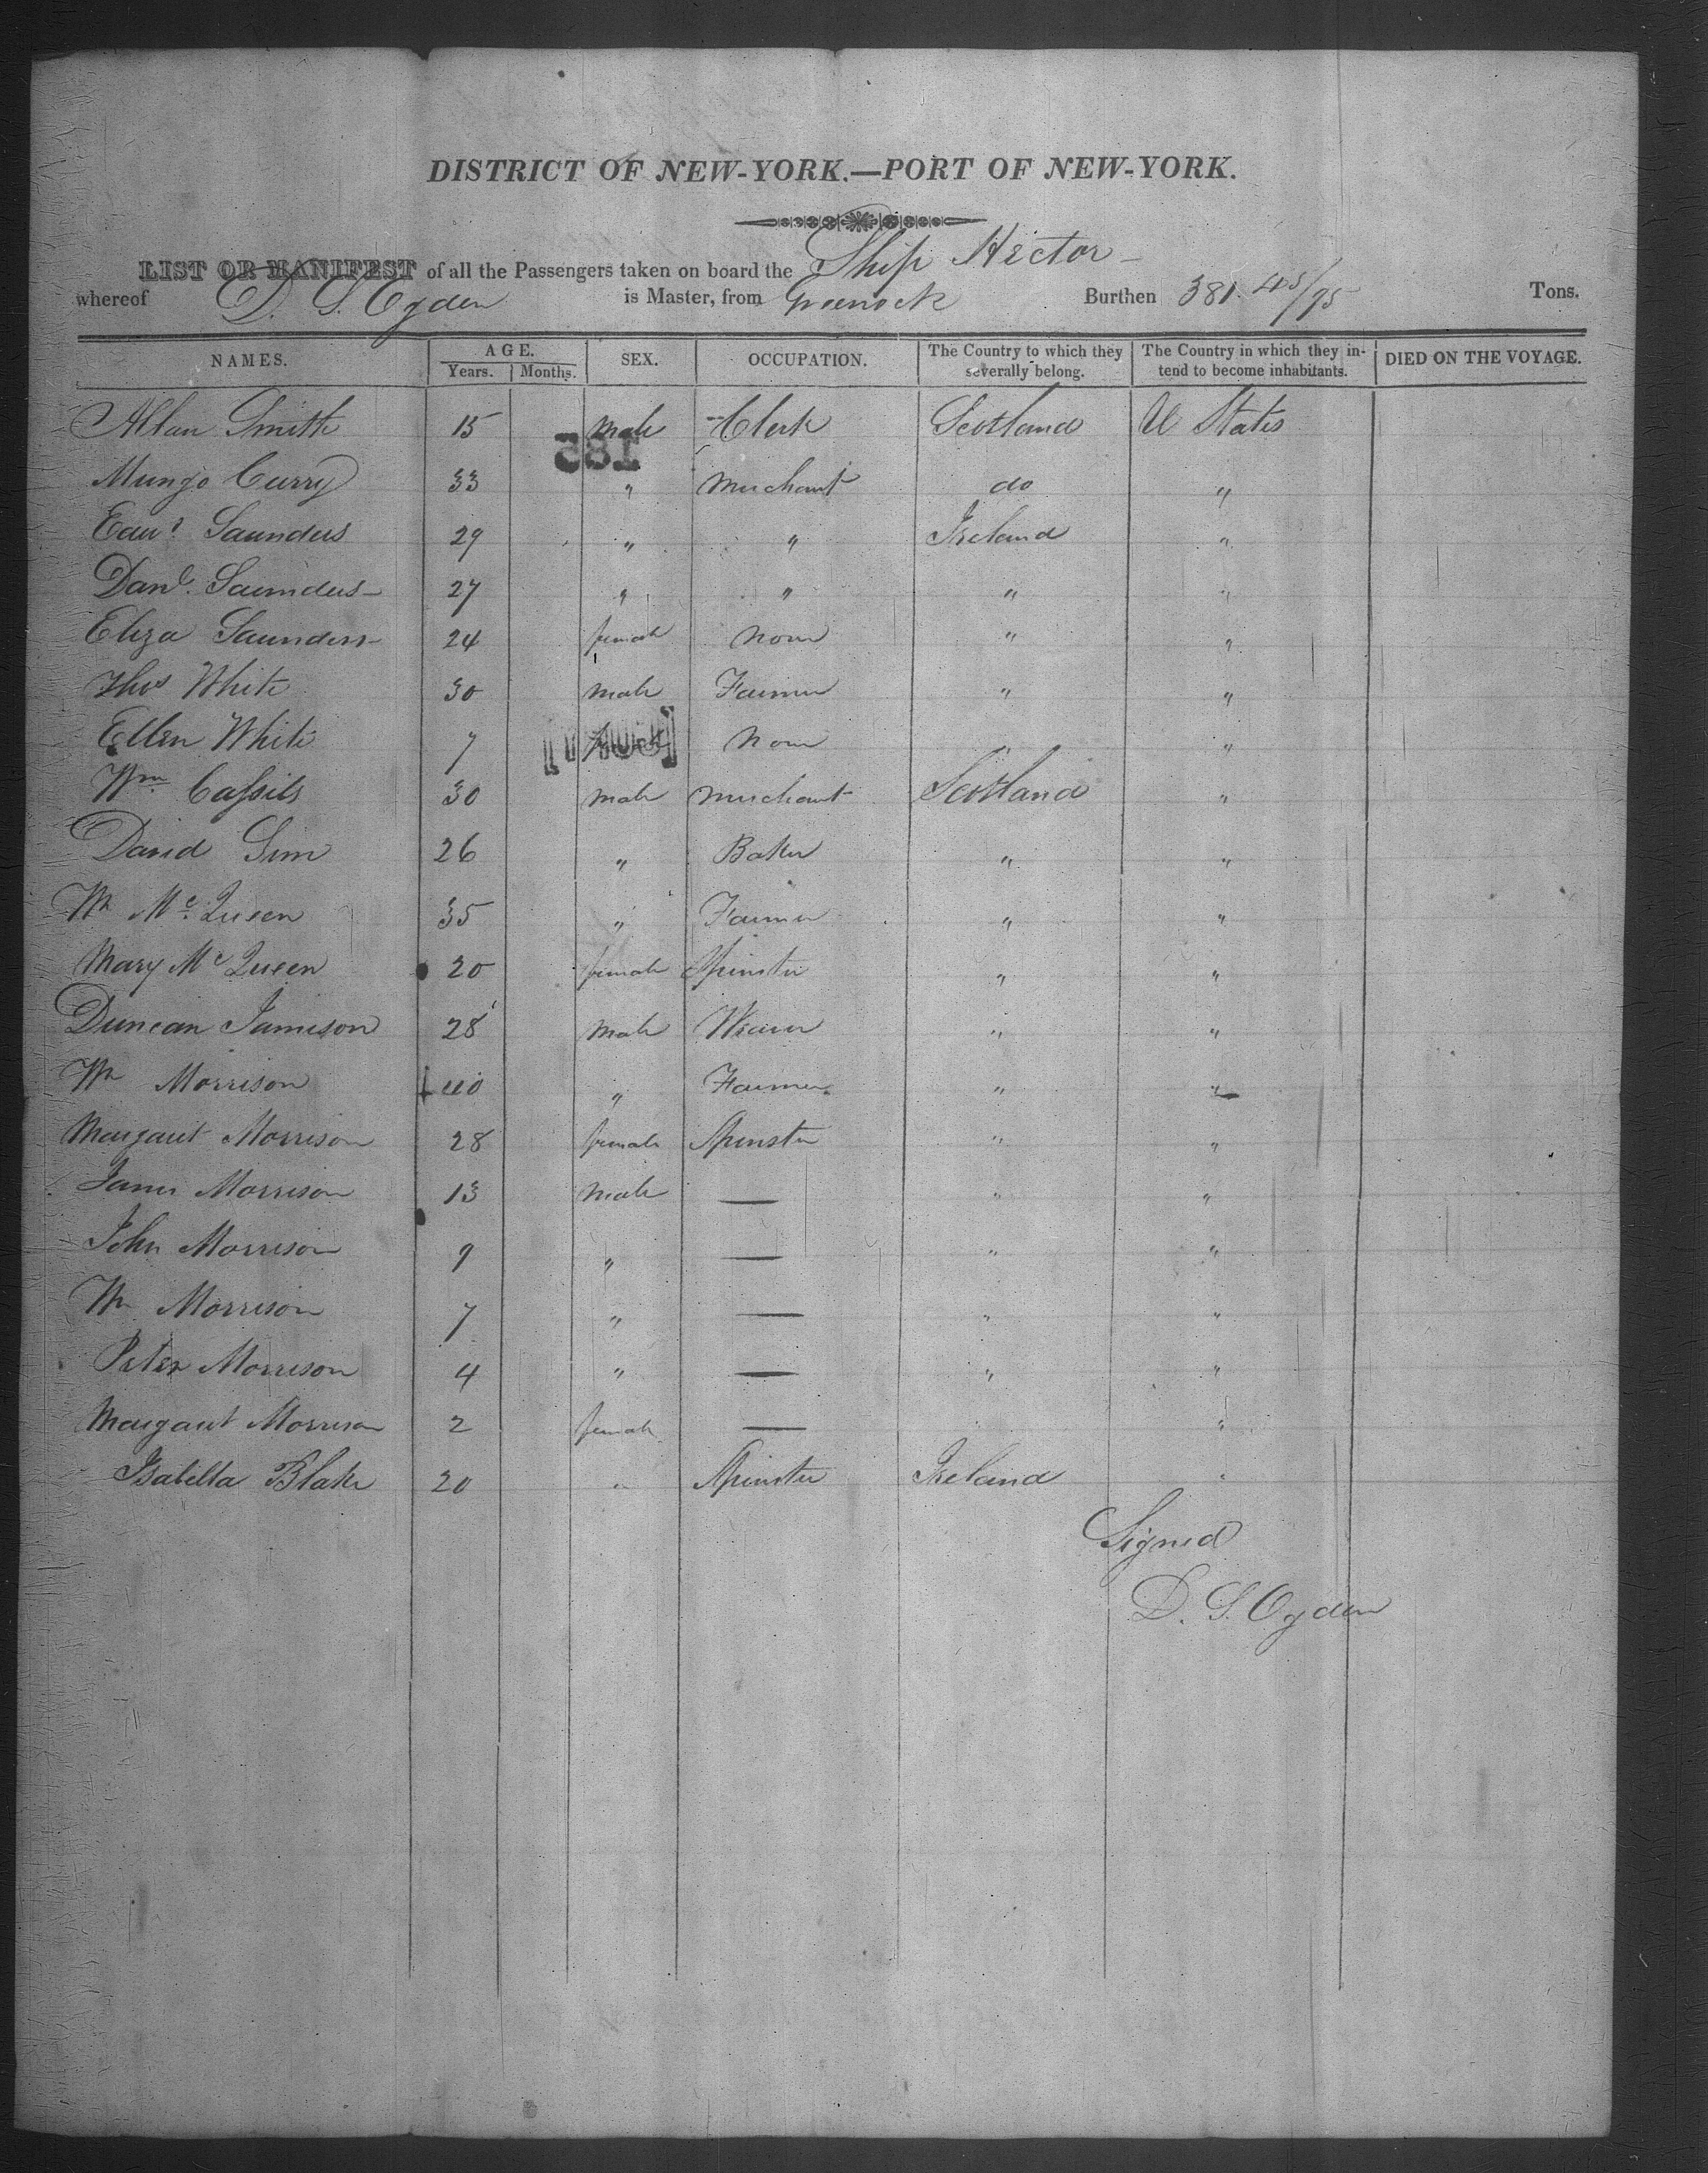 DISTRICT OF NEW-YORK.—PORT OF NEW-YORK.
LIST OR MANIFEST of all the Passengers taken on board the Ship Hector
whereof D. S. Ogden is Master, from Greenock Burthen 381. 45/95 Tons.
NAMES. AGE. SEX. OCCUPATION. The Country to which they severally belong. The Country in which they intend to become inhabitants. DIED ON THE VOYAGE.
Years. Months.
Allan Smith 15 male Clerk Scotland U States
185
Mungo Curry 33 " Merchant do "
Saunders 29 " " Ireland "
Danl. Saunders 27 " " " "
Eliza Saunders 24 female None " "
Thos White 30 male Farmer " "
Ellen White 7 female None " "
Wm. Cassils 30 male Merchant Scotland "
David Sim 26 " Baker " "
Wm McQueen 35 " Farmer " "
Mary McQueen 20 female Spinster " "
Duncan Jamison 28 male Weaver " "
Wm Morrison 40 " Farmer " "
Margaret Morrison 28 female Spinster " "
James Morrison 13 male — " "
John Morrison 9 " — " "
Wm Morrison 7 " — " "
Peter Morrison 4 " — " "
Margaret Morrison 2 female — " "
Isabella Blake 20 " Spinster Ireland "
Signed
D. S. Ogden